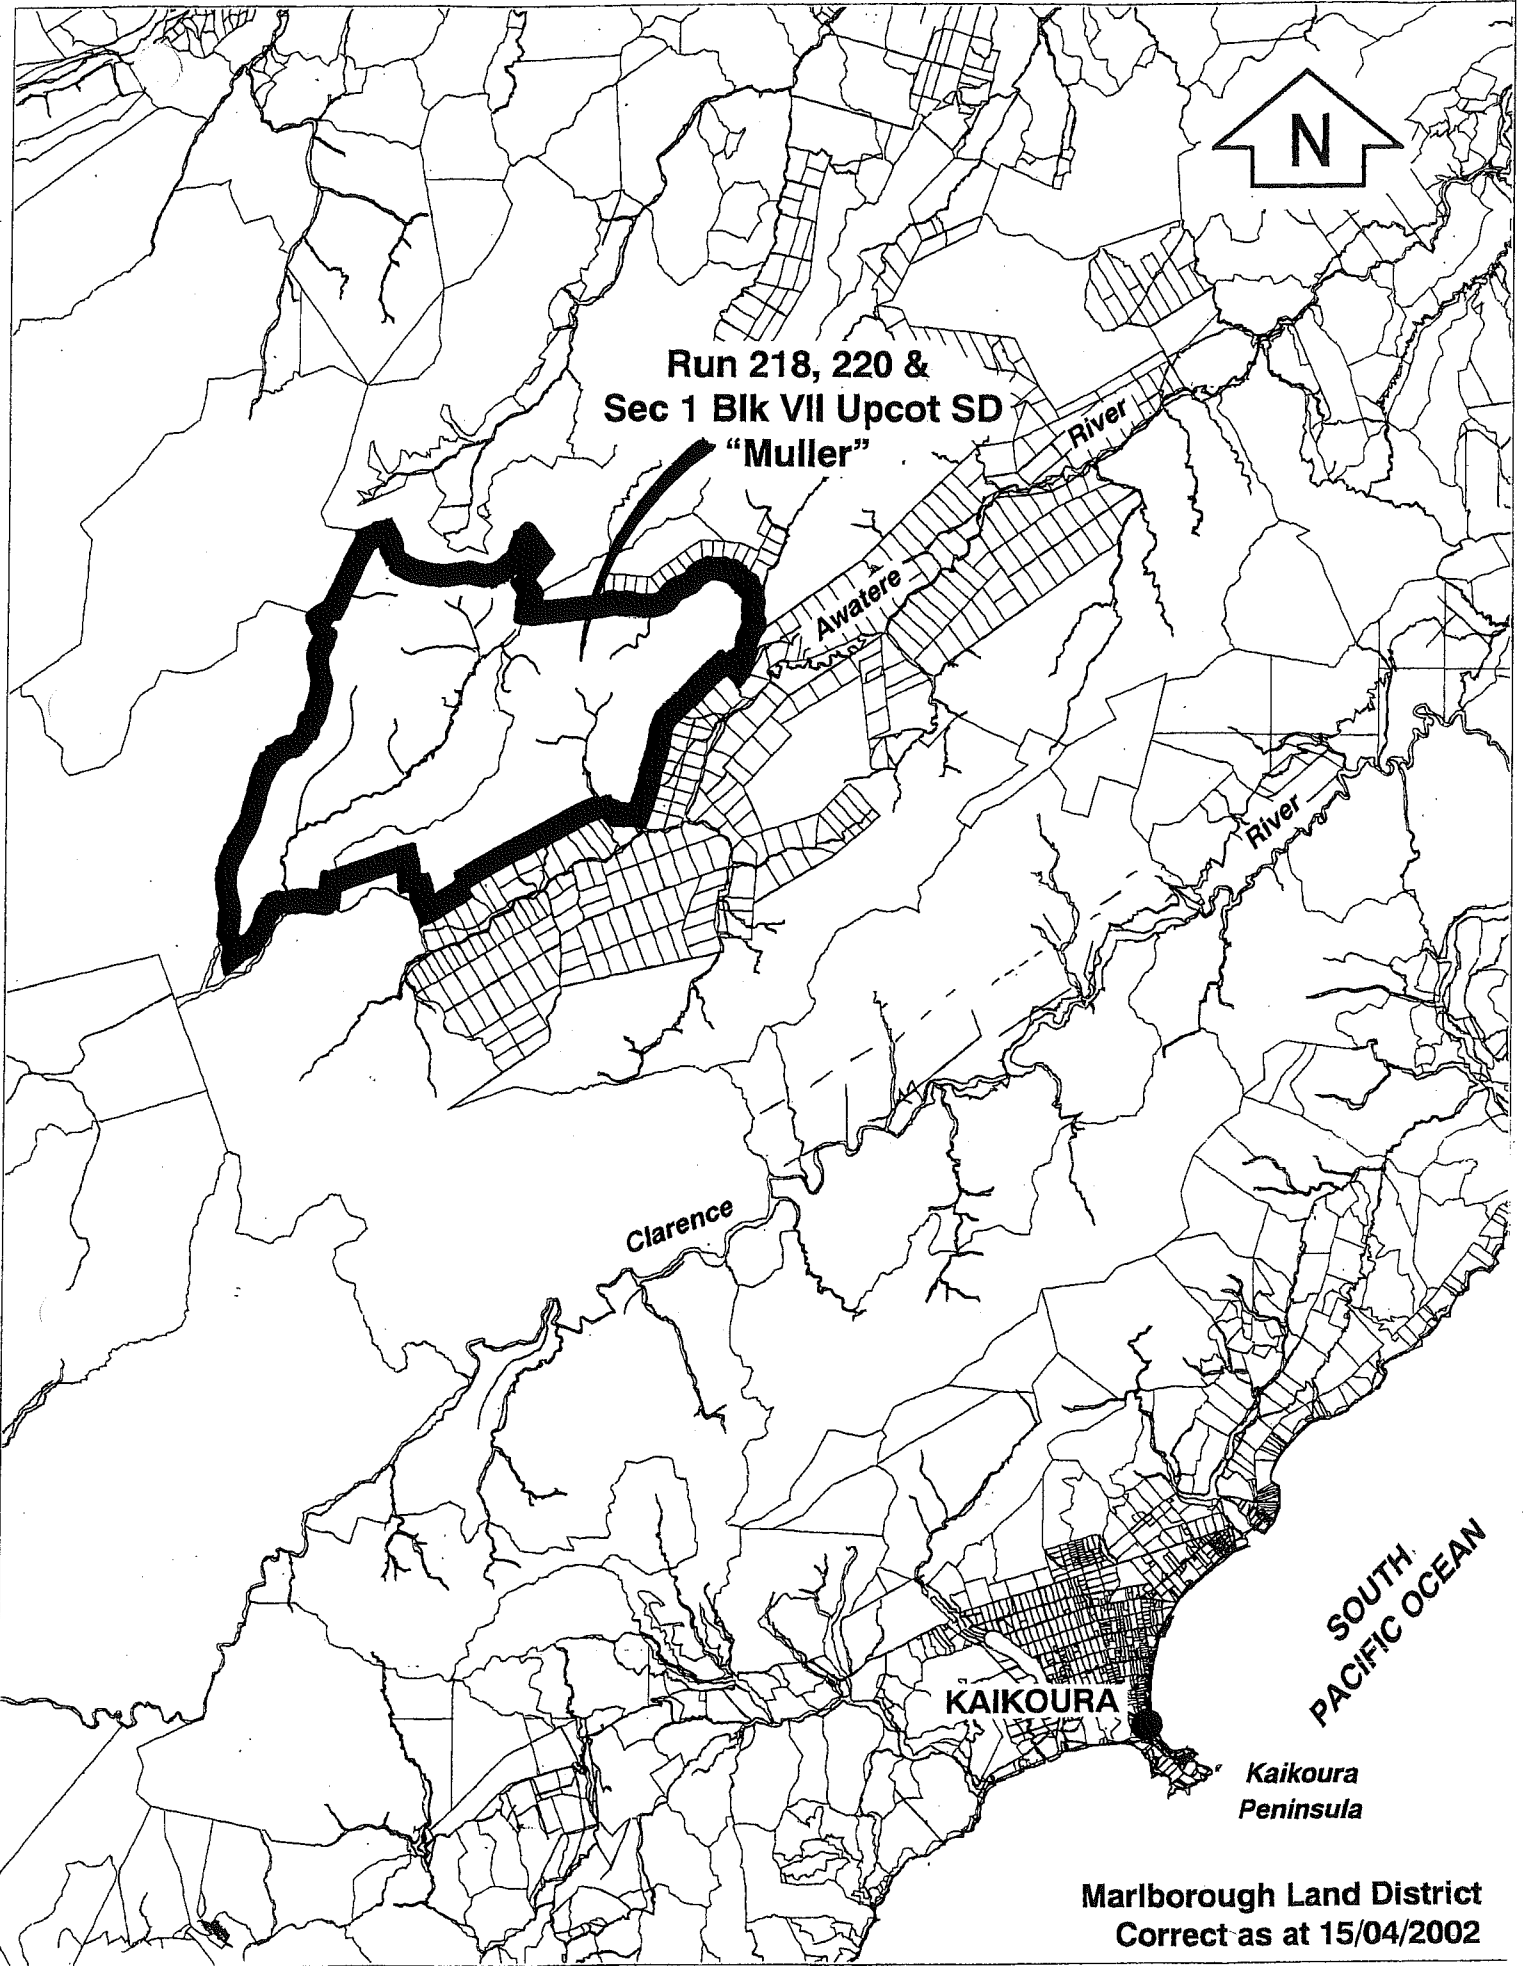 N
Run 218, 220 &
Sec 1 Blk VII Upcot SD
“Muller”
River
Awatere
River
Clarence
SOUTH
PACIFIC OCEAN
KAIKOURA
Kaikoura
Peninsula
Marlborough Land District
Correct as at 15/04/2002